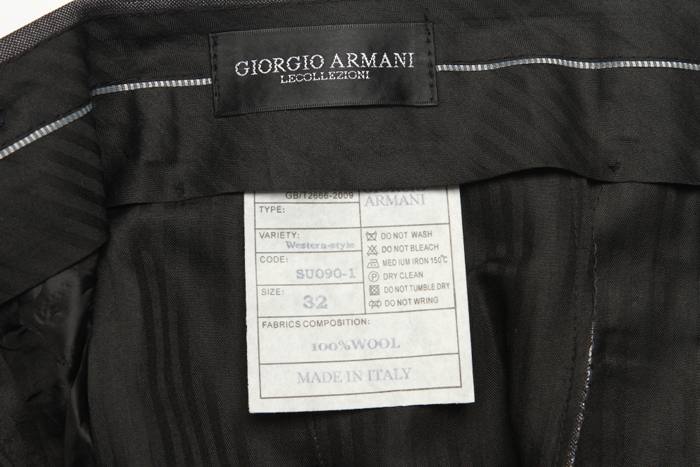 GIORGIO ARMANI
LECOLLEZIONI
GB/T2666-2009
ARMANI
TYPE:
VARIETY:
Western-style
CODE:
SU090-1
SIZE:
32
DO NOT WASH
DO NOT BLEACH
MEDIUM IRON 150℃
DRY CLEAN
DO NOT TUMBLE DRY
DO NOT WRING
FABRICS COMPOSITION:
100%WOOL
MADE IN ITALY